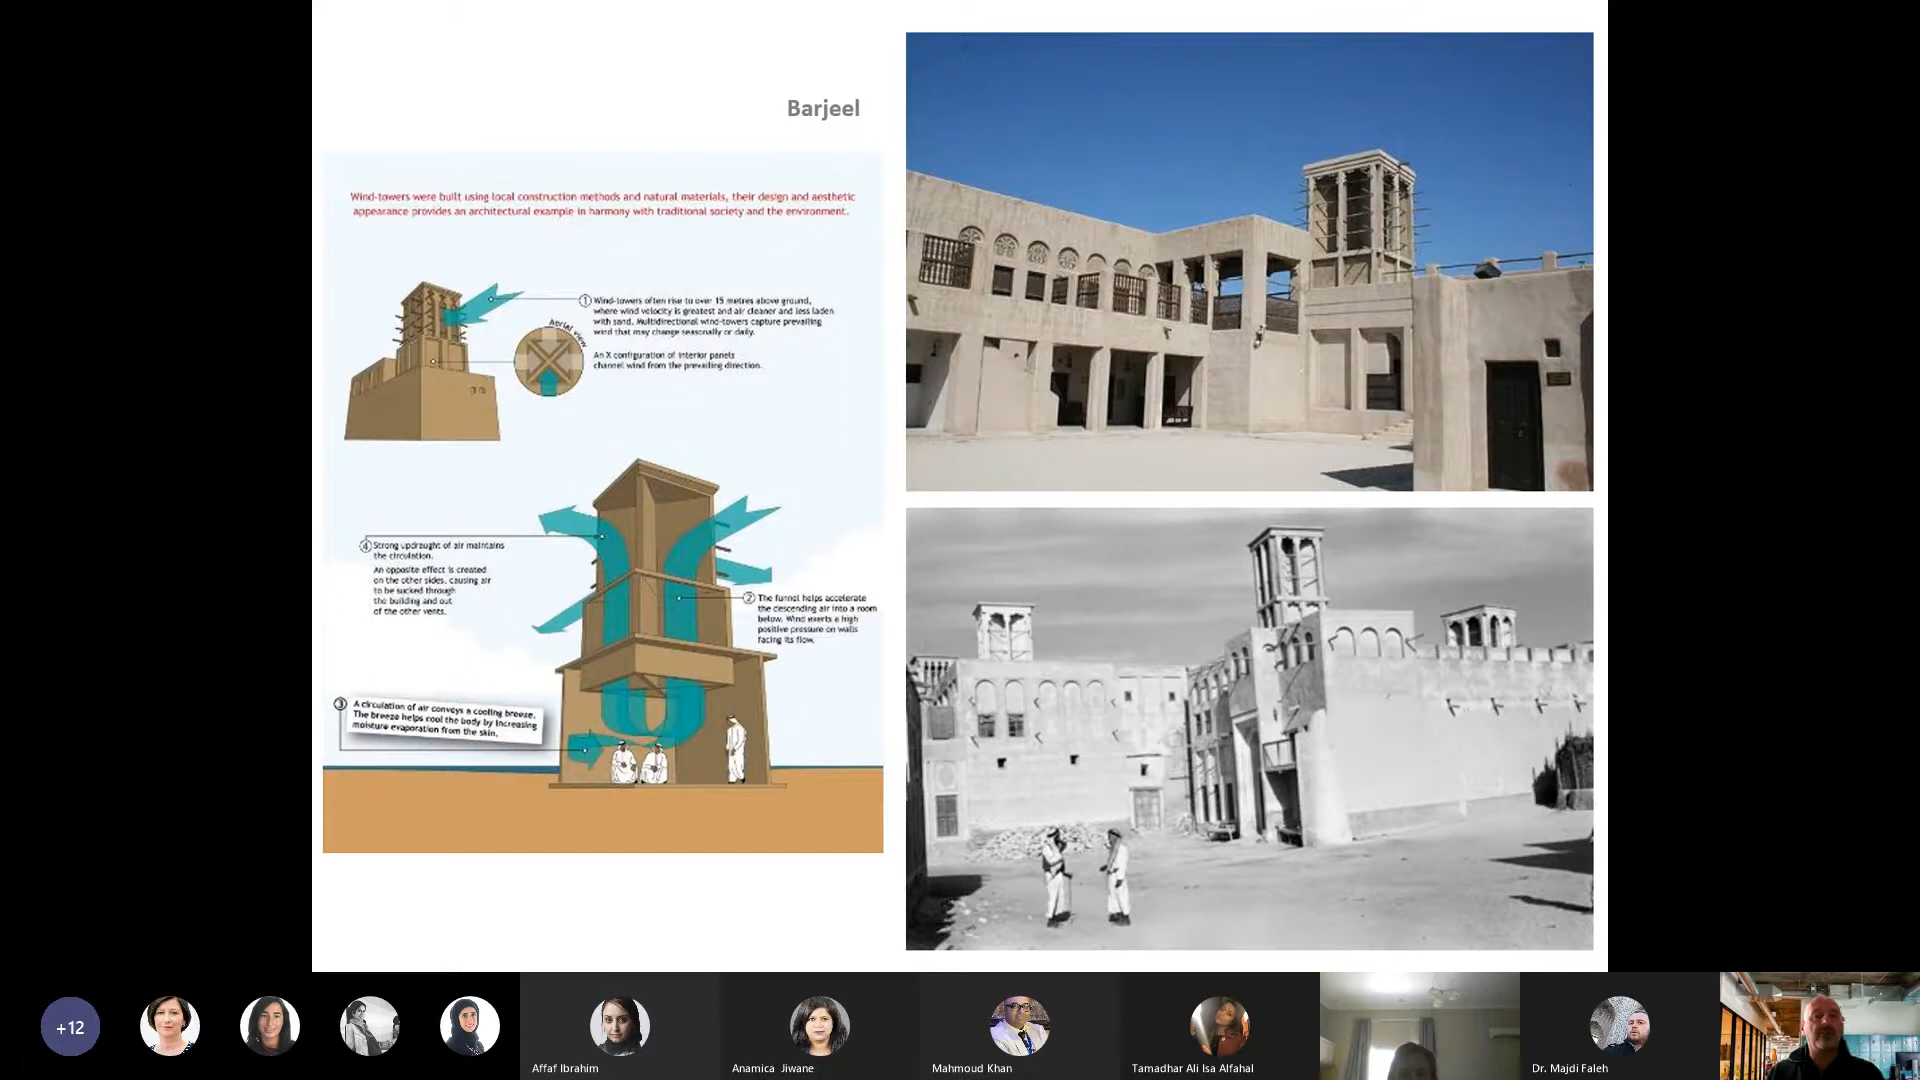 Barjeel
Wind-towers were built using local construction methods and natural materials, their design and aesthetic
appearance provides an architectural example in harmony with traditional society and the environment.
1 Wind-towers often rise to over 15 metres above ground,
where wind velocity is greatest and air cleaner and less laden
with sand. Multidirectional wind-towers capture prevailing
wind that may change seasonally or daily.
Aerial view
An X configuration of interior panels
channel wind from the prevailing direction.
4 Strong updraught of air maintains
the circulation.
An opposite effect is created
on the other sides, causing air
to be sucked through
the building and out
of the other vents.
2 The funnel helps accelerate
the descending air into a room
below. Wind exerts a high
positive pressure on walls
facing its flow.
3 A circulation of air conveys a cooling breeze.
The breeze helps cool the body by increasing
moisture evaporation from the skin.
+12
Affaf Ibrahim
Anamica Jiwane
Mahmoud Khan
Tamadhar Ali Isa Alfahal
Dr. Majdi Faleh